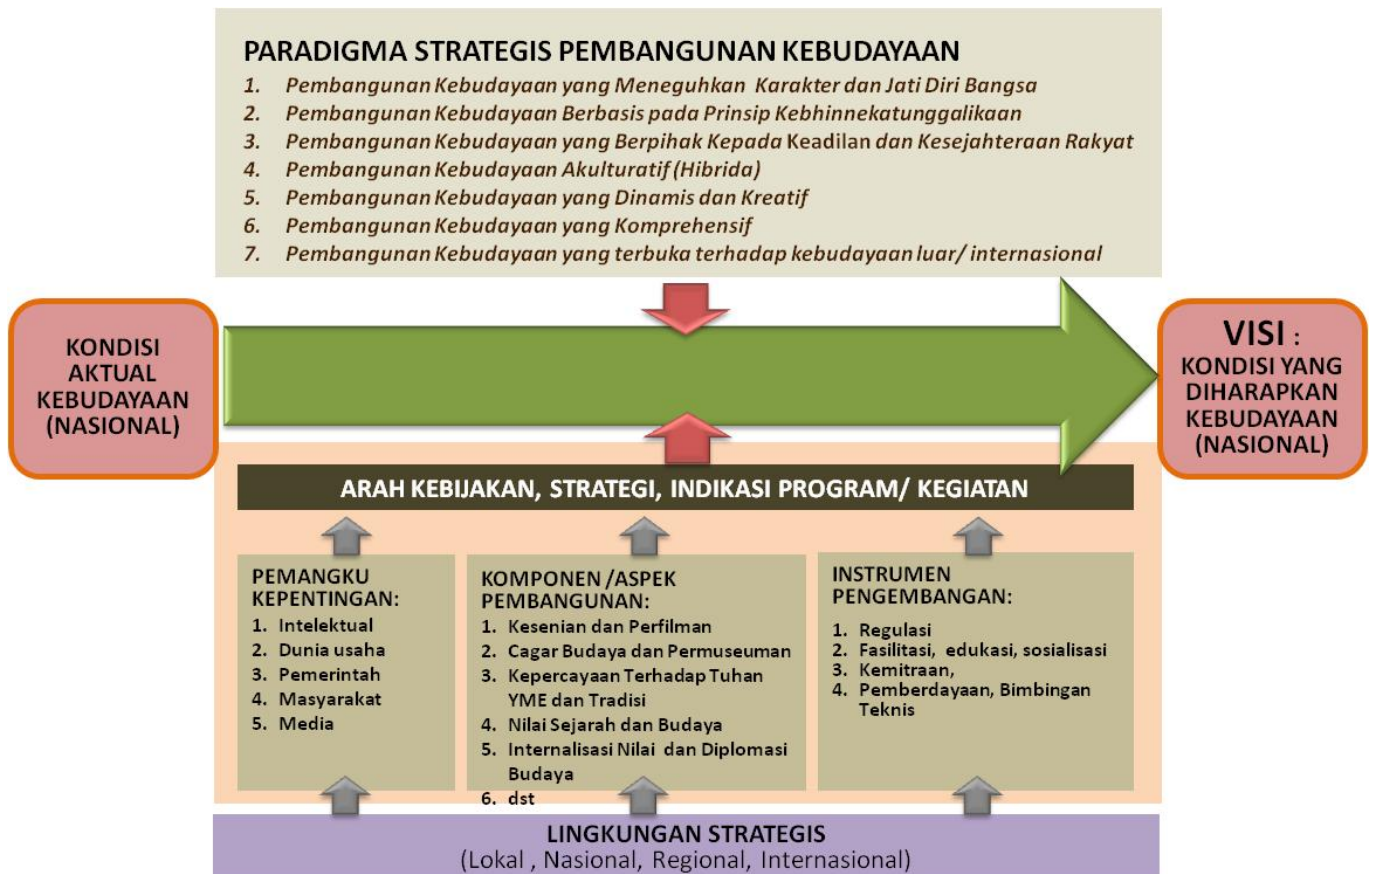 PARADIGMA STRATEGIS PEMBANGUNAN KEBUDAYAAN
1. Pembangunan Kebudayaan yang Meneguhkan Karakter dan Jati Diri Bangsa
2. Pembangunan Kebudayaan Berbasis pada Prinsip Kebhinnekatunggalikaan
3. Pembangunan Kebudayaan yang Berpihak Kepada Keadilan dan Kesejahteraan Rakyat
4. Pembangunan Kebudayaan Akulturatif (Hibrida)
5. Pembangunan Kebudayaan yang Dinamis dan Kreatif
6. Pembangunan Kebudayaan yang Komprehensif
7. Pembangunan Kebudayaan yang terbuka terhadap kebudayaan luar/ internasional
KONDISI
AKTUAL
KEBUDAYAAN
(NASIONAL)
VISI :
KONDISI YANG
DIHARAPKAN
KEBUDAYAAN
(NASIONAL)
ARAH KEBIJAKAN, STRATEGI, INDIKASI PROGRAM/ KEGIATAN
PEMANGKU
KEPENTINGAN:
1. Intelektual
2. Dunia usaha
3. Pemerintah
4. Masyarakat
5. Media
KOMPONEN /ASPEK
PEMBANGUNAN:
1. Kesenian dan Perfilman
2. Cagar Budaya dan Permuseuman
3. Kepercayaan Terhadap Tuhan
YME dan Tradisi
4. Nilai Sejarah dan Budaya
5. Internalisasi Nilai dan Diplomasi
Budaya
6. dst
INSTRUMEN
PENGEMBANGAN:
1. Regulasi
2. Fasilitasi, edukasi, sosialisasi
3. Kemitraan,
4. Pemberdayaan, Bimbingan
Teknis
LINGKUNGAN STRATEGIS
(Lokal , Nasional, Regional, Internasional)